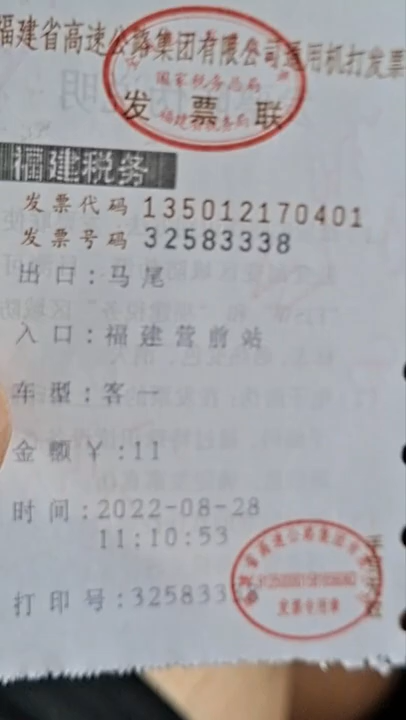 福建省高速公路集团有限公司通用机打发票
国家税务总局
发票联
福建省税务局
福建税务
发票代码 135012170401
发票号码 32583338
出口:马尾
入口:福建营前站
车型:客一
金额￥:11
时间:2022-08-28
11:10:53
打印号:325833
发票专用章